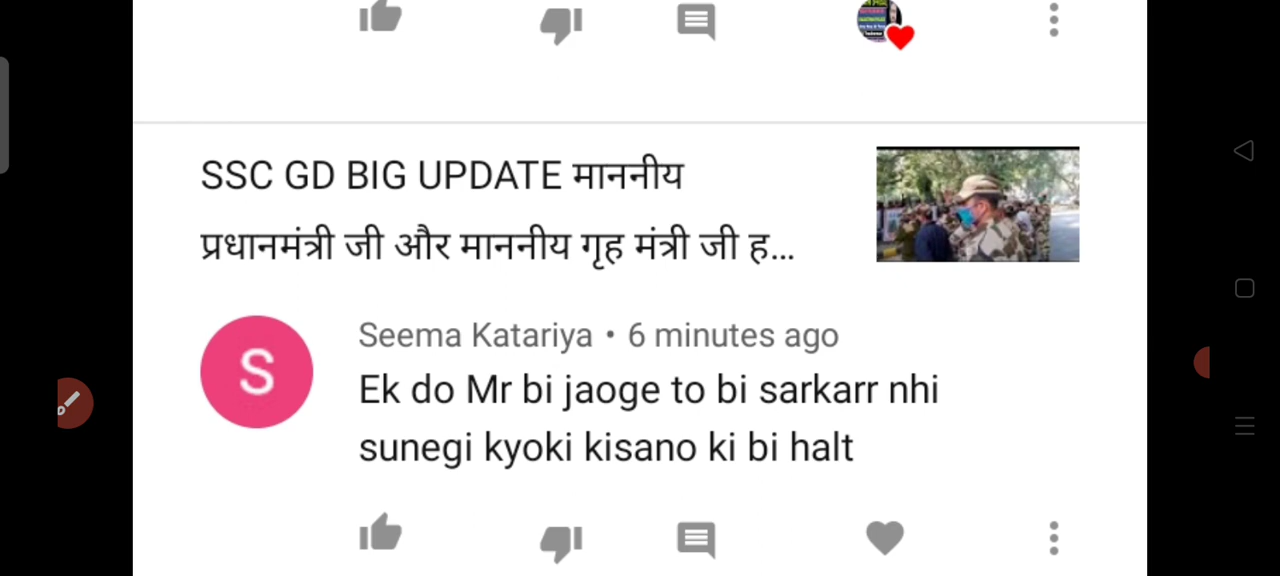 SSC GD BIG UPDATE माननीय
प्रधानमंत्री जी और माननीय गृह मंत्री जी ह...
S
Seema Katariya • 6 minutes ago
Ek do Mr bi jaoge to bi sarkarr nhi
sunegi kyoki kisano ki bi halt